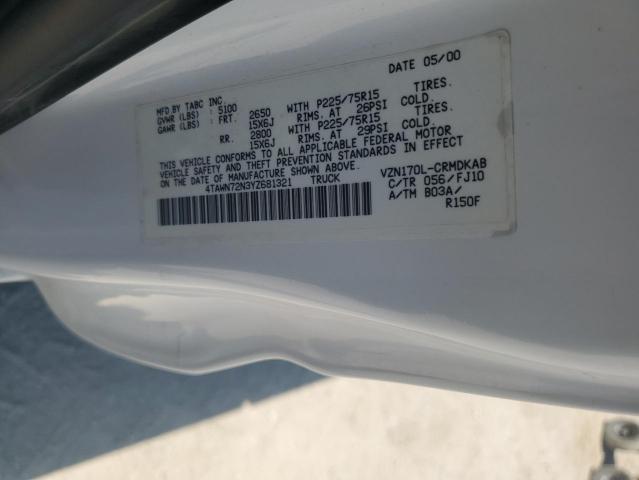 DATE 05/00
MFD.BY TABC INC.
GVWR (LBS) : 5100
GAWR (LBS) : FRT. 2650 WITH P225/75R15 TIRES.
15X6J RIMS. AT 26PSI COLD.
RR. 2800 WITH P225/75R15 TIRES.
15X6J RIMS. AT 29PSI COLD.
THIS VEHICLE CONFORMS TO ALL APPLICABLE FEDERAL MOTOR
VEHICLE SAFETY AND THEFT PREVENTION STANDARDS IN EFFECT
ON THE DATE OF MANUFACTURE SHOWN ABOVE.
4TAWN72N3YZ681321 TRUCK
VZN170L-CRMDKAB
C/TR 056/FJ10
A/TM B03A/
R150F